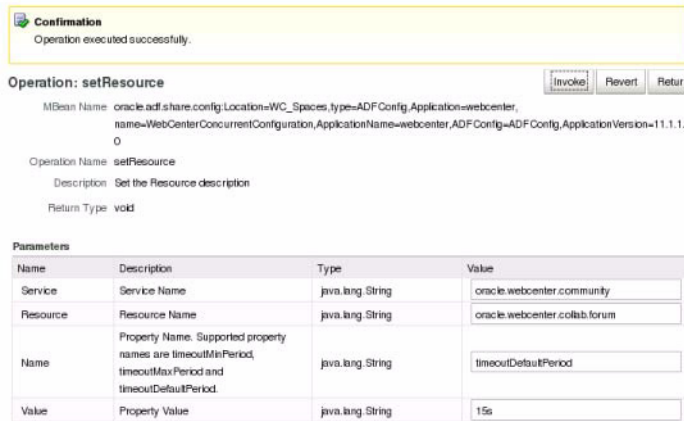 Confirmation
Operation executed successfully.
Operation: setResource
Invoke Revert Retur
MBean Name oracle.adf.share.config:Location=WC_Spaces,type=ADFConfig,Application=webcenter,
name=WebCenterConcurrentConfiguration,ApplicationName=webcenter,ADFConfig=ADFConfig,ApplicationVersion=11.1.1.
0
Operation Name setResource
Description Set the Resource description
Return Type void
Parameters
Name Description Type Value
Service Service Name java.lang.String oracle.webcenter.community
Resource Resource Name java.lang.String oracle.webcenter.collab.forum
Property Name. Supported property
names are timeoutMinPeriod,
Name java.lang.String timeoutDefaultPeriod
timeoutMaxPeriod and
timeoutDefaultPeriod.
Value Property Value java.lang.String 15s